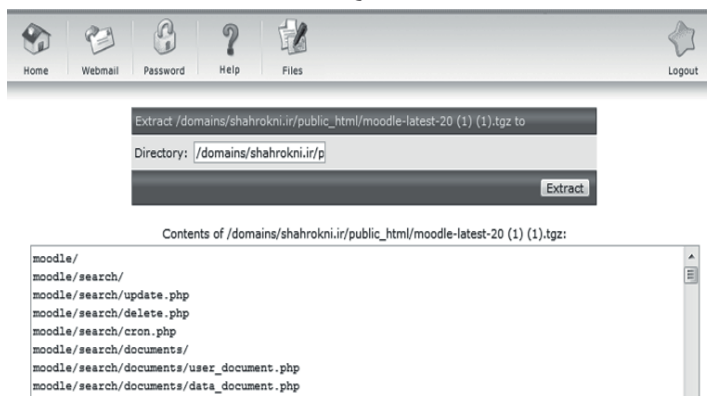 Home Webmail Password Help Files Logout
Extract /domains/shahrokni.ir/public_html/moodle-latest-20 (1) (1).tgz to
Directory: /domains/shahrokni.ir/p
Extract
Contents of /domains/shahrokni.ir/public_html/moodle-latest-20 (1) (1).tgz:
moodle/
moodle/search/
moodle/search/update.php
moodle/search/delete.php
moodle/search/cron.php
moodle/search/documents/
moodle/search/documents/user_document.php
moodle/search/documents/data_document.php